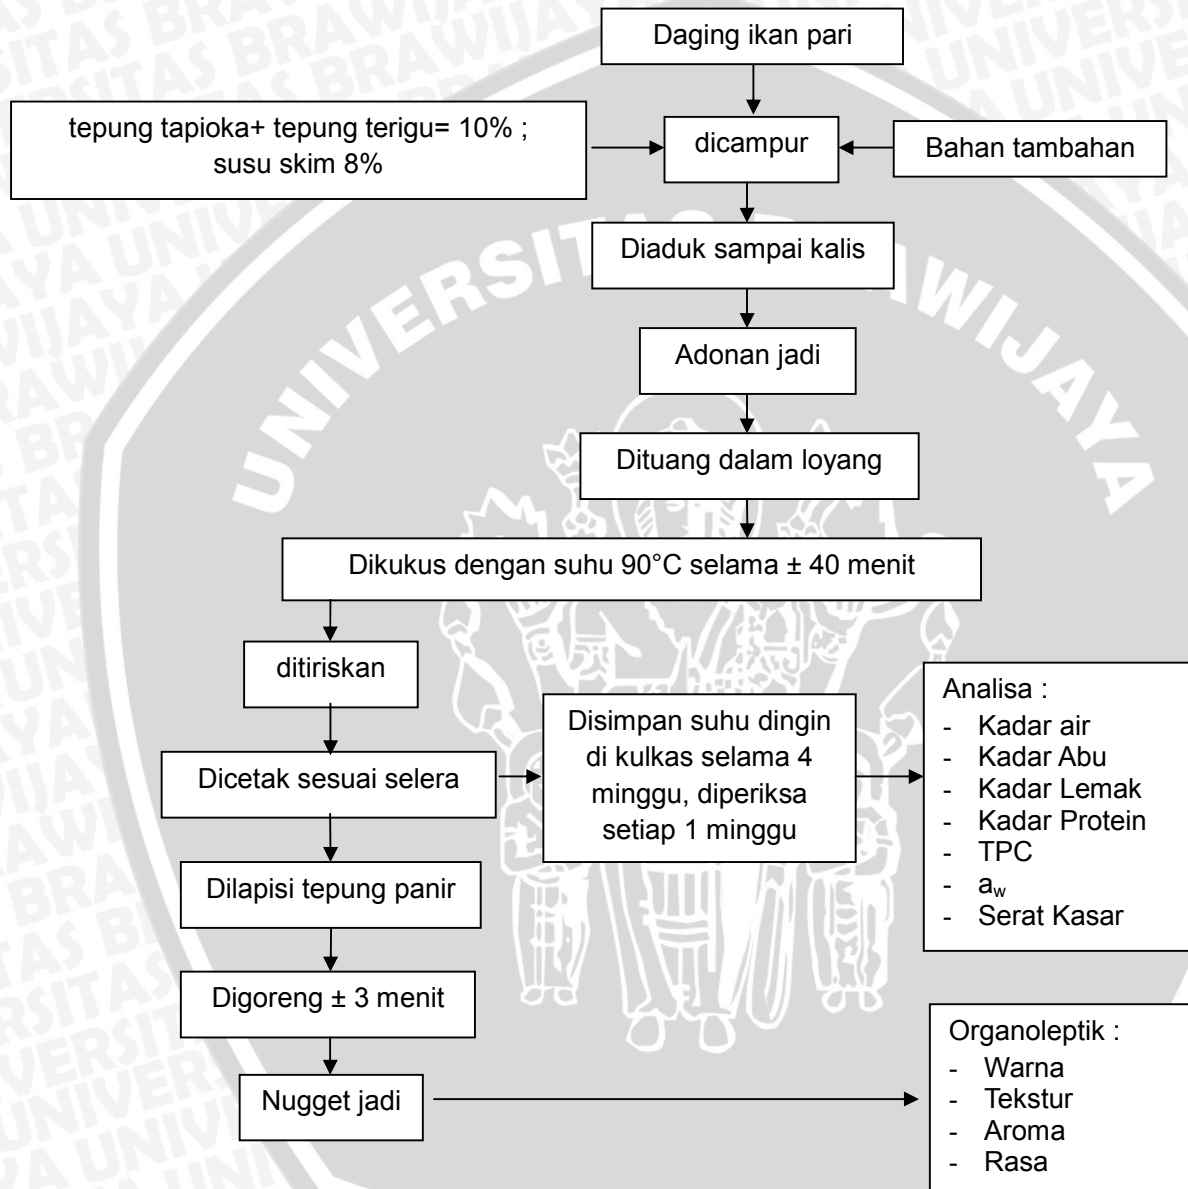 Daging ikan pari
tepung tapioka+ tepung terigu= 10% ;
susu skim 8%
dicampur
Bahan tambahan
Diaduk sampai kalis
Adonan jadi
Dituang dalam loyang
Dikukus dengan suhu 90°C selama ± 40 menit
ditiriskan
Dicetak sesuai selera
Disimpan suhu dingin
di kulkas selama 4
minggu, diperiksa
setiap 1 minggu
Analisa :
- Kadar air
- Kadar Abu
- Kadar Lemak
- Kadar Protein
- TPC
- aw
- Serat Kasar
Dilapisi tepung panir
Digoreng ± 3 menit
Nugget jadi
Organoleptik :
- Warna
- Tekstur
- Aroma
- Rasa